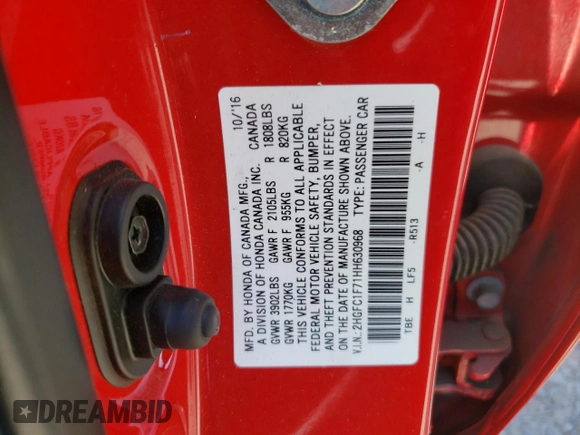 MFD. BY HONDA OF CANADA MFG., 10/'16
A DIVISION OF HONDA CANADA INC. CANADA
GVWR 3902LBS GAWR F 2105LBS R 1808LBS
GVWR 1770KG GAWR F 955KG R 820KG
THIS VEHICLE CONFORMS TO ALL APPLICABLE
FEDERAL MOTOR VEHICLE SAFETY, BUMPER,
AND THEFT PREVENTION STANDARDS IN EFFECT
ON THE DATE OF MANUFACTURE SHOWN ABOVE.
V.I.N.: 2HGFC1F71HH630968 TYPE: PASSENGER CAR
TBE H LF5 -R513 -A -H
DREAMBID